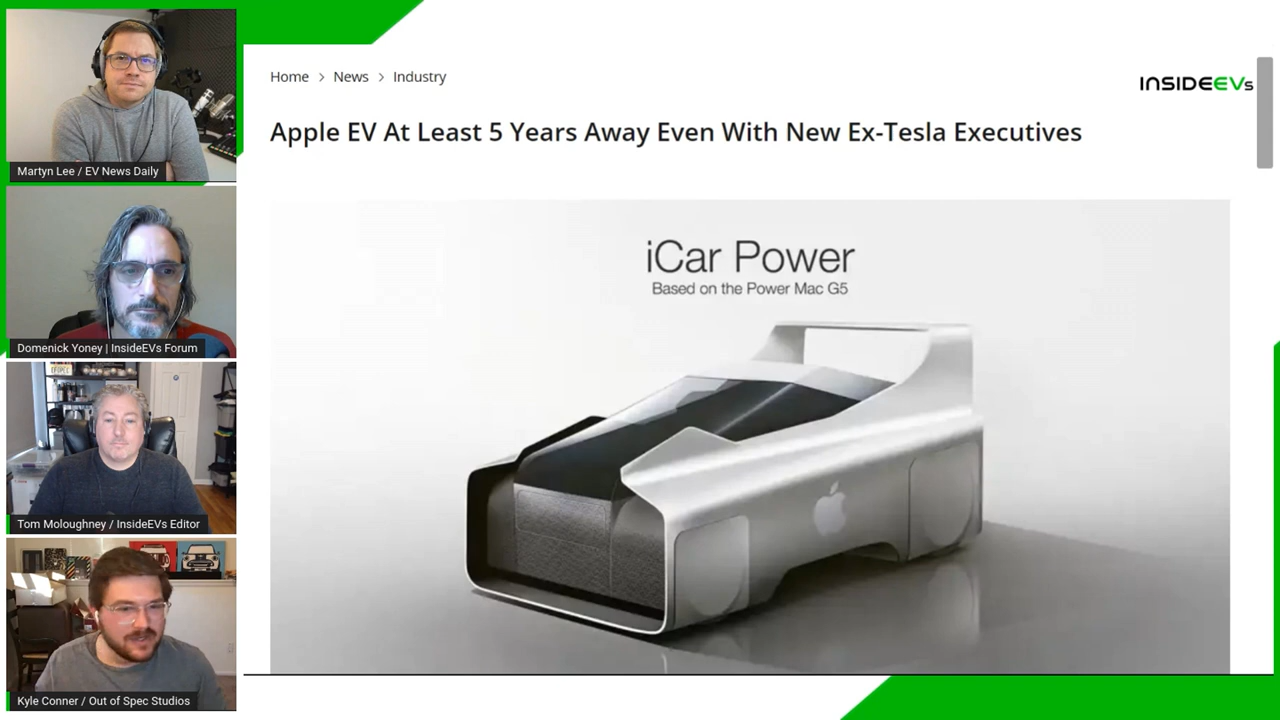 Martyn Lee / EV News Daily
Domenick Yoney | InsideEVs Forum
Tom Moloughney / InsideEVs Editor
Kyle Conner / Out of Spec Studios
Home > News > Industry
INSIDEEVs
Apple EV At Least 5 Years Away Even With New Ex-Tesla Executives
iCar Power
Based on the Power Mac G5